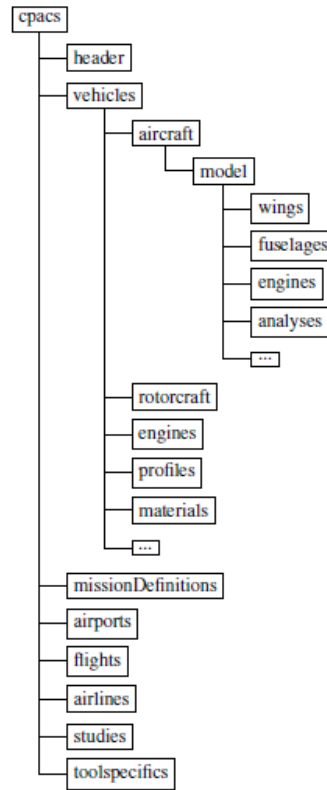 cpacs
header
vehicles
aircraft
model
wings
fuselages
engines
analyses
...
rotorcraft
engines
profiles
materials
...
missionDefinitions
airports
flights
airlines
studies
toolspecifics